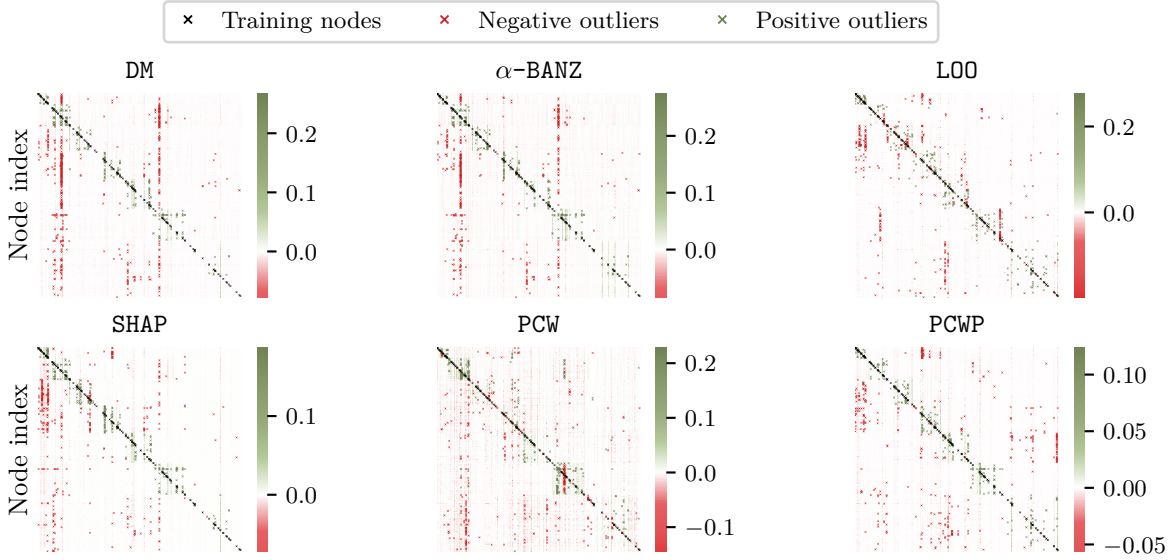 × Training nodes × Negative outliers × Positive outliers
DM
α-BANZ
LOO
Node index
0.2
0.1
0.0
0.2
0.1
0.0
0.2
0.0
SHAP
PCW
PCWP
Node index
0.1
0.0
0.2
0.1
0.0
−0.1
0.10
0.05
0.00
−0.05